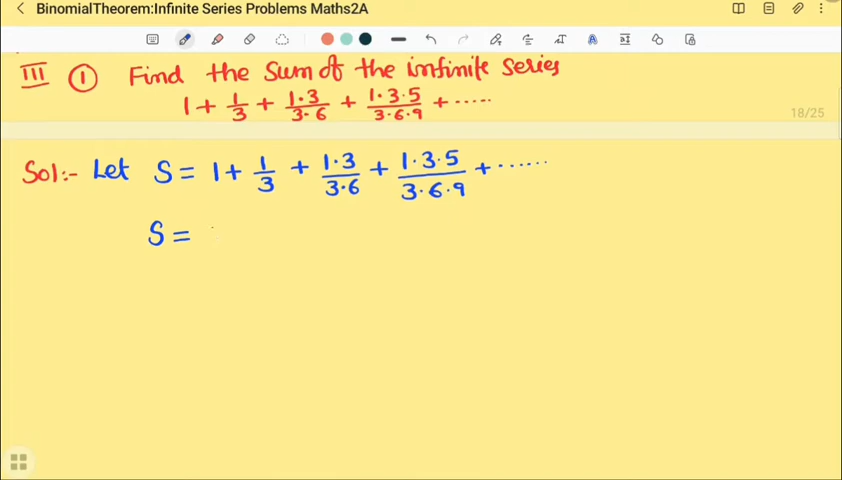 BinomialTheorem:Infinite Series Problems Maths2A
III ① Find the Sum of the infinite series
1 + 1/3 + 1·3/3·6 + 1·3·5/3·6·9 + .....
18/25
Sol:- Let S = 1 + 1/3 + 1·3/3·6 + 1·3·5/3·6·9 + ......
S =